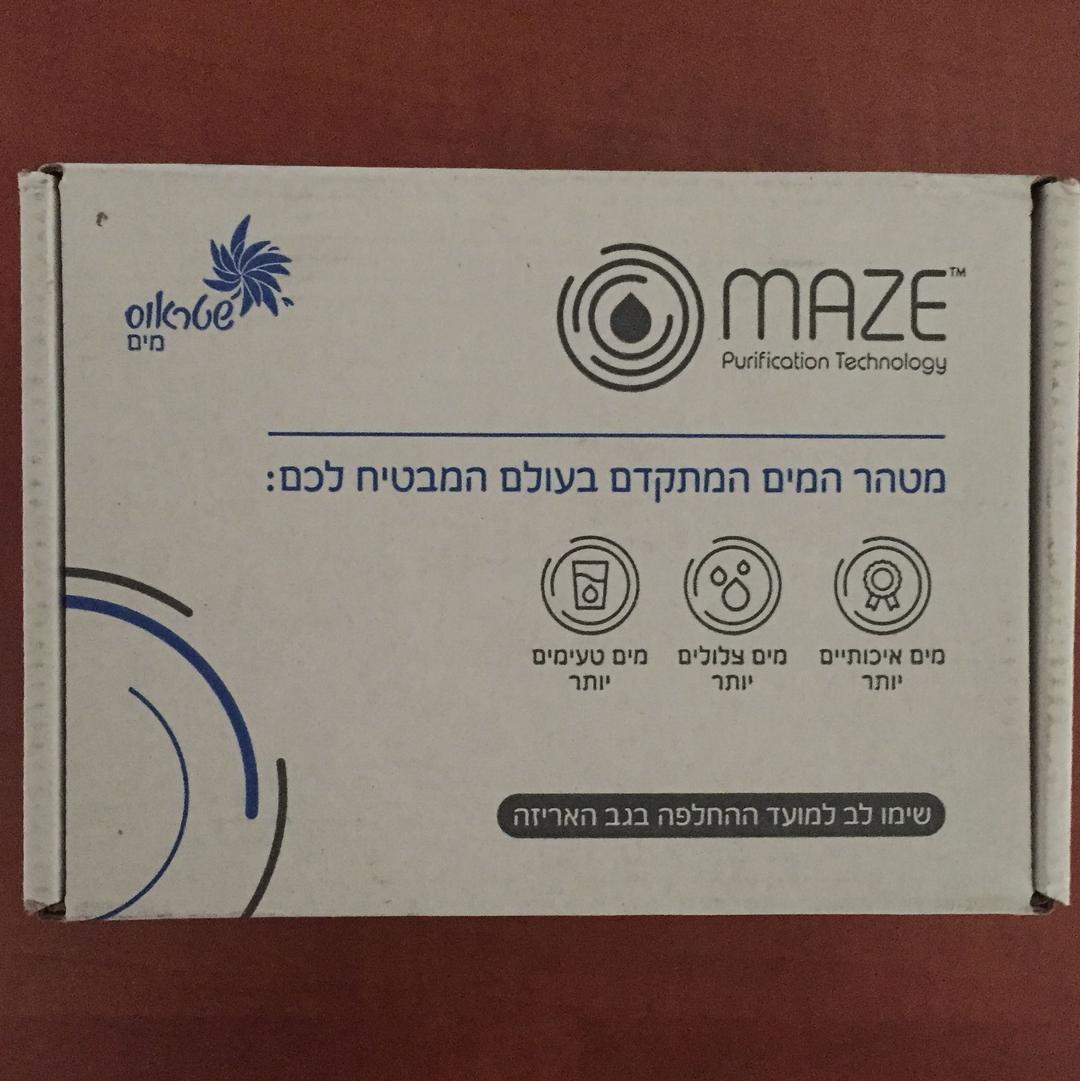 שטראוס
מים
MAZE™
Purification Technology
מטהר המים המתקדם בעולם המבטיח לכם:
מים איכותיים
יותר
מים צלולים
יותר
מים טעימים
יותר
שימו לב למועד ההחלפה בגב האריזה